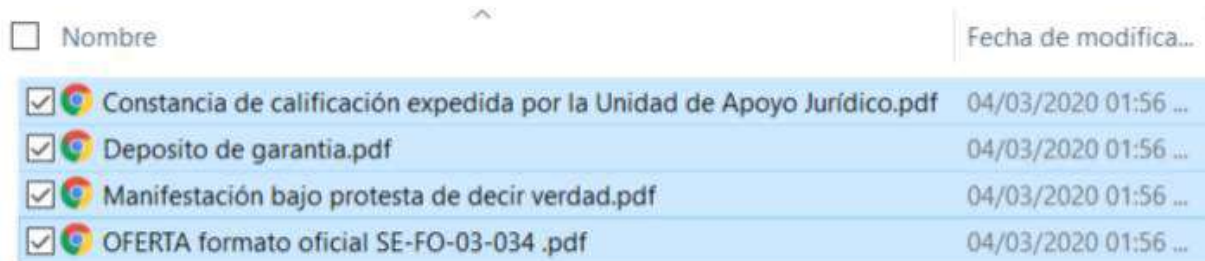 Nombre Fecha de modifica...
Constancia de calificación expedida por la Unidad de Apoyo Jurídico.pdf 04/03/2020 01:56 ...
Deposito de garantia.pdf 04/03/2020 01:56 ...
Manifestación bajo protesta de decir verdad.pdf 04/03/2020 01:56 ...
OFERTA formato oficial SE-FO-03-034 .pdf 04/03/2020 01:56 ...